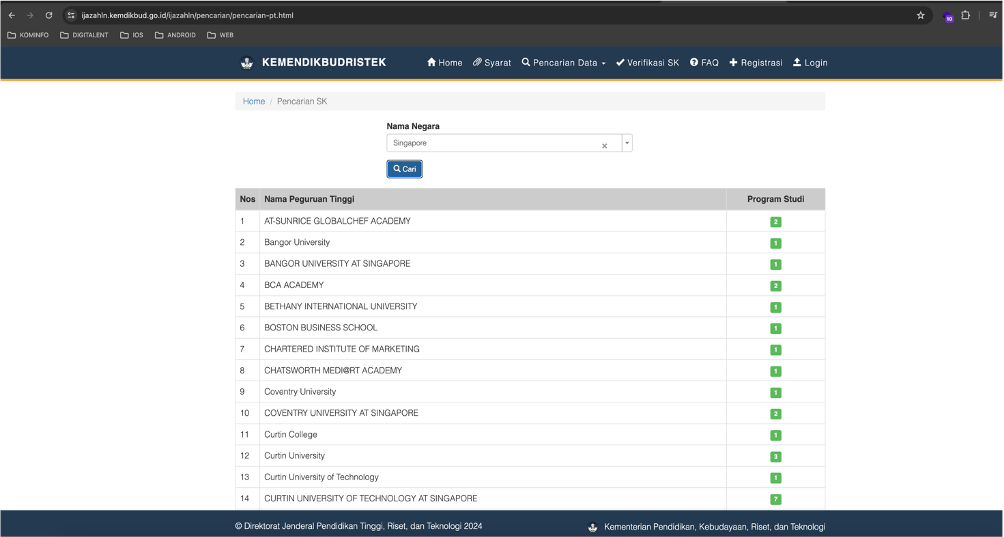 ijazahln.kemdikbud.go.id/ijazahln/pencarian/pencarian-pt.html
10
KOMINFO DIGITALENT IOS ANDROID WEB
KEMENDIKBUDRISTEK Home Syarat Pencarian Data Verifikasi SK FAQ Registrasi Login
Home / Pencarian SK
Nama Negara
Singapore ×
Cari
Nos Nama Peguruan Tinggi Program Studi
1 AT-SUNRICE GLOBALCHEF ACADEMY 2
2 Bangor University 1
3 BANGOR UNIVERSITY AT SINGAPORE 1
4 BCA ACADEMY 2
5 BETHANY INTERNATIONAL UNIVERSITY 1
6 BOSTON BUSINESS SCHOOL 1
7 CHARTERED INSTITUTE OF MARKETING 1
8 CHATSWORTH MEDI@RT ACADEMY 1
9 Coventry University 1
10 COVENTRY UNIVERSITY AT SINGAPORE 2
11 Curtin College 1
12 Curtin University 3
13 Curtin University of Technology 1
14 CURTIN UNIVERSITY OF TECHNOLOGY AT SINGAPORE 7
© Direktorat Jenderal Pendidikan Tinggi, Riset, dan Teknologi 2024 Kementerian Pendidikan, Kebudayaan, Riset, dan Teknologi